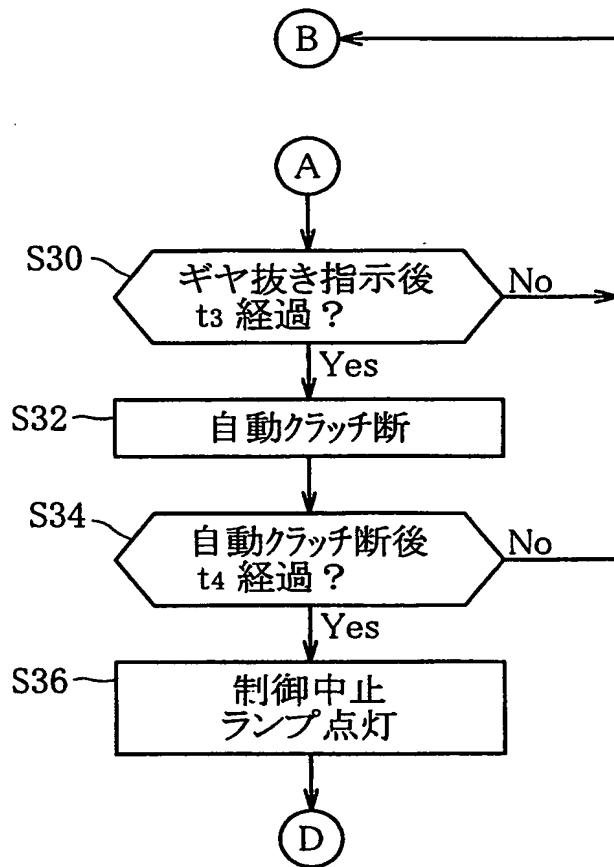 B
A
S30
ギヤ抜き指示後
t3 経過?
No
Yes
S32
自動クラッチ断
S34
自動クラッチ断後
t4 経過?
No
Yes
S36
制御中止
ランプ点灯
D